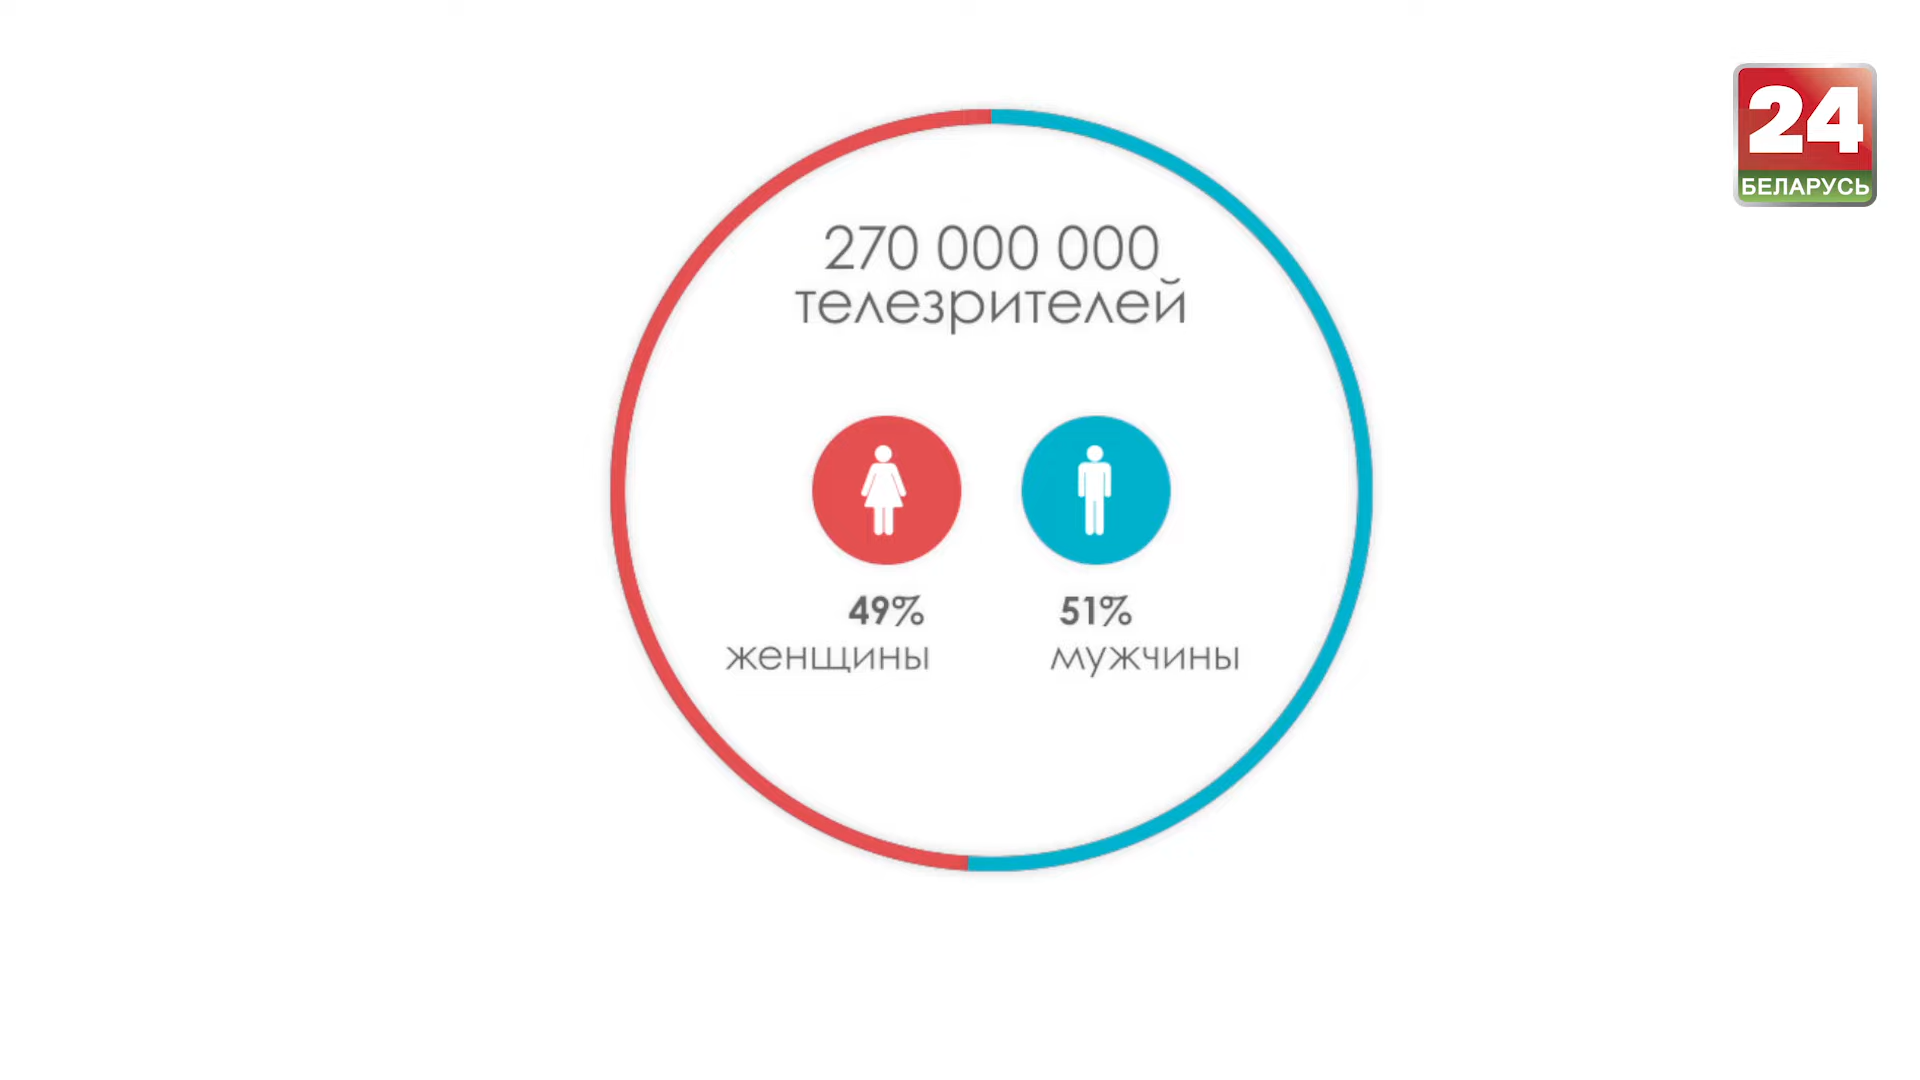 24
БЕЛАРУСЬ
270 000 000
телезрителей
49%
женщины
51%
мужчины